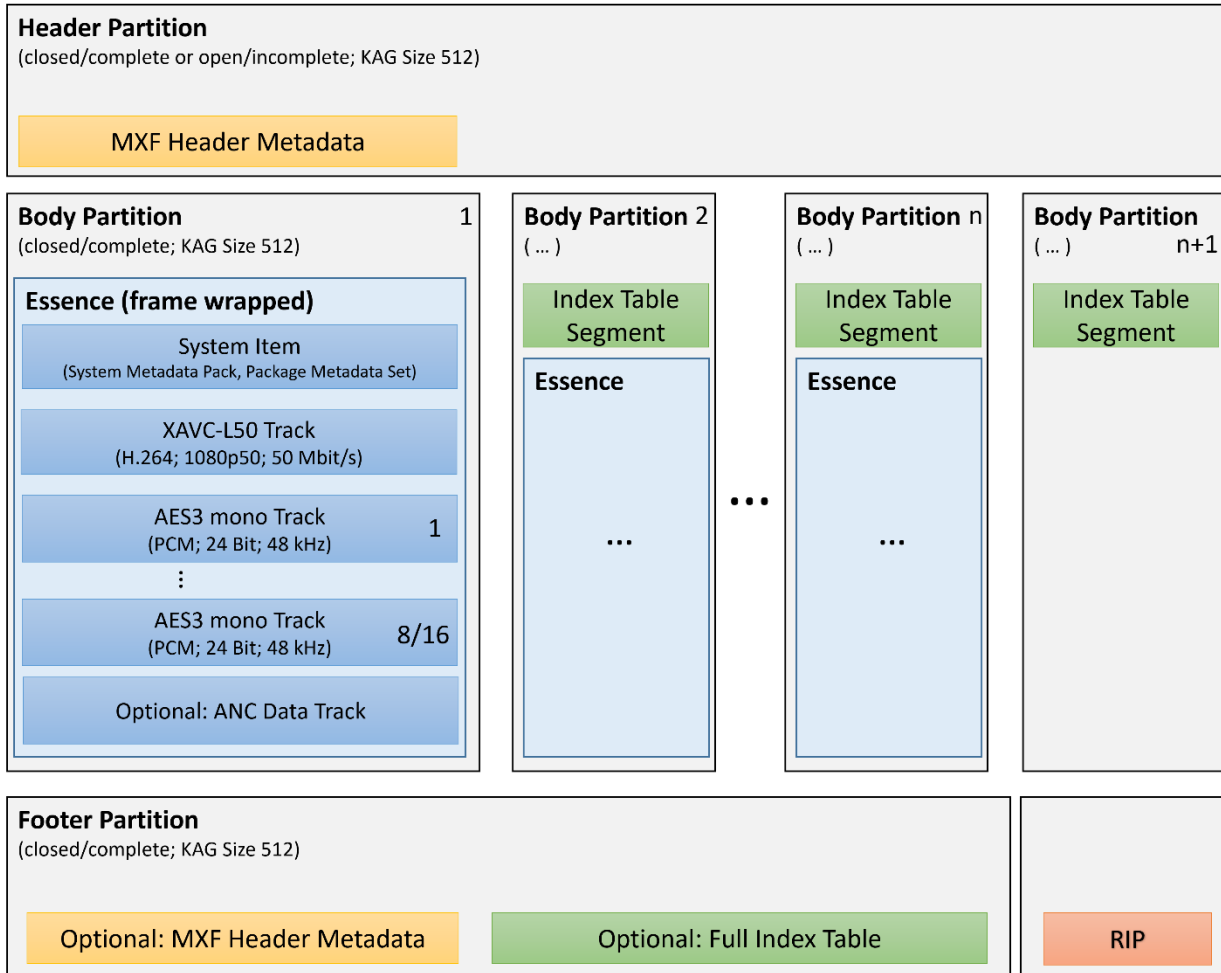 Header Partition
(closed/complete or open/incomplete; KAG Size 512)
MXF Header Metadata
Body Partition 1
(closed/complete; KAG Size 512)
Essence (frame wrapped)
System Item
(System Metadata Pack, Package Metadata Set)
XAVC-L50 Track
(H.264; 1080p50; 50 Mbit/s)
AES3 mono Track
(PCM; 24 Bit; 48 kHz)
1
⋮
AES3 mono Track
(PCM; 24 Bit; 48 kHz)
8/16
Optional: ANC Data Track
Body Partition 2
( ... )
Index Table
Segment
Essence
...
...
Body Partition n
( ... )
Index Table
Segment
Essence
...
Body Partition
( ... ) n+1
Index Table
Segment
Footer Partition
(closed/complete; KAG Size 512)
Optional: MXF Header Metadata
Optional: Full Index Table
RIP